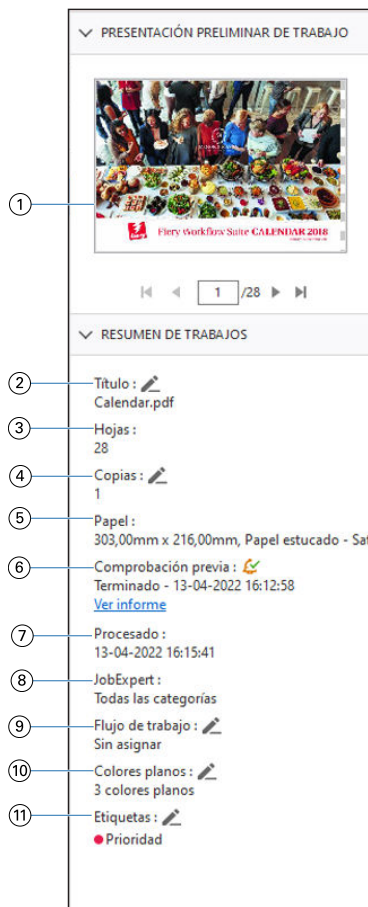 PRESENTACIÓN PRELIMINAR DE TRABAJO
1
Fiery Workflow Suite CALENDAR 2018
1 /28
RESUMEN DE TRABAJOS
2 Título :
Calendar.pdf
3 Hojas :
28
4 Copias :
1
5 Papel :
303,00mm x 216,00mm, Papel estucado - Sat
6 Comprobación previa :
Terminado - 13-04-2022 16:12:58
Ver informe
7 Procesado :
13-04-2022 16:15:41
8 JobExpert :
Todas las categorías
9 Flujo de trabajo :
Sin asignar
10 Colores planos :
3 colores planos
11 Etiquetas :
Prioridad